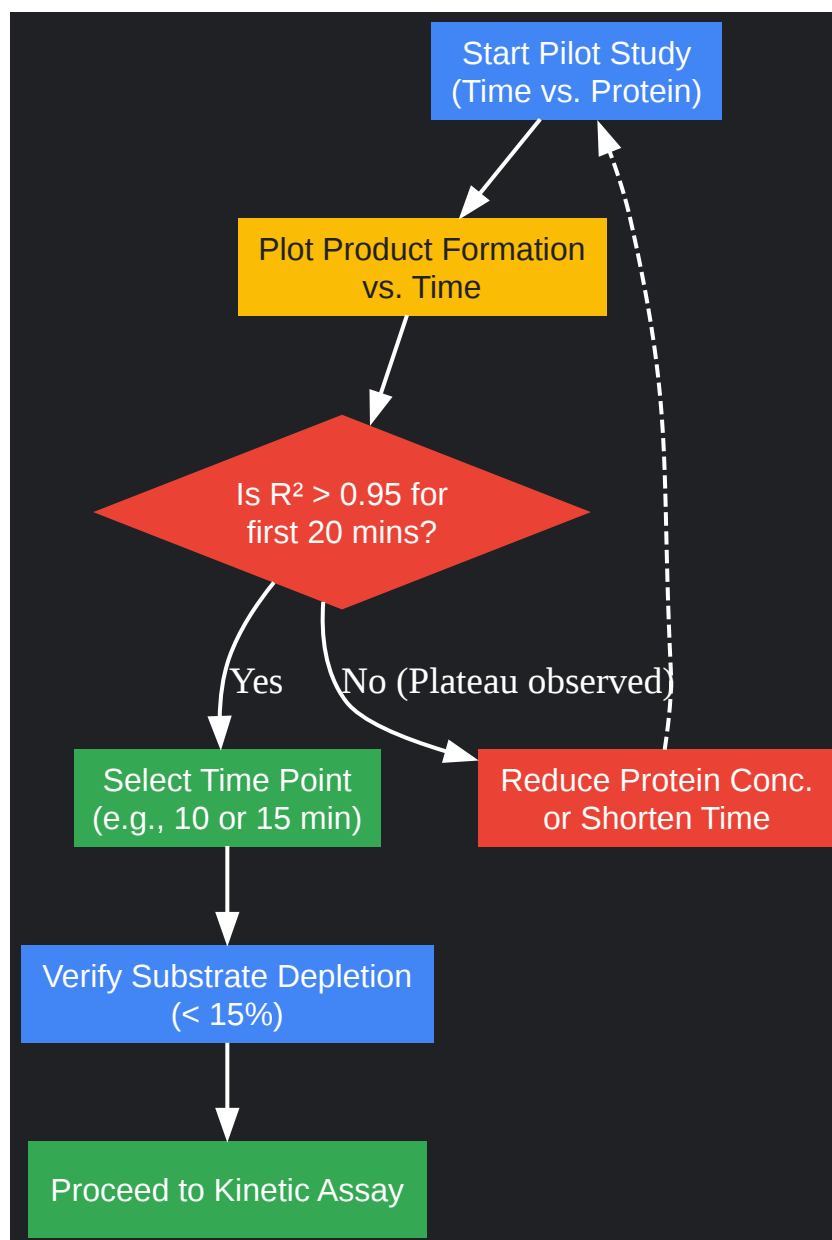 Start Pilot Study
(Time vs. Protein)
Plot Product Formation
vs. Time
Is R² > 0.95 for
first 20 mins?
Yes
No (Plateau observed)
Select Time Point
(e.g., 10 or 15 min)
Reduce Protein Conc.
or Shorten Time
Verify Substrate Depletion
(< 15%)
Proceed to Kinetic Assay